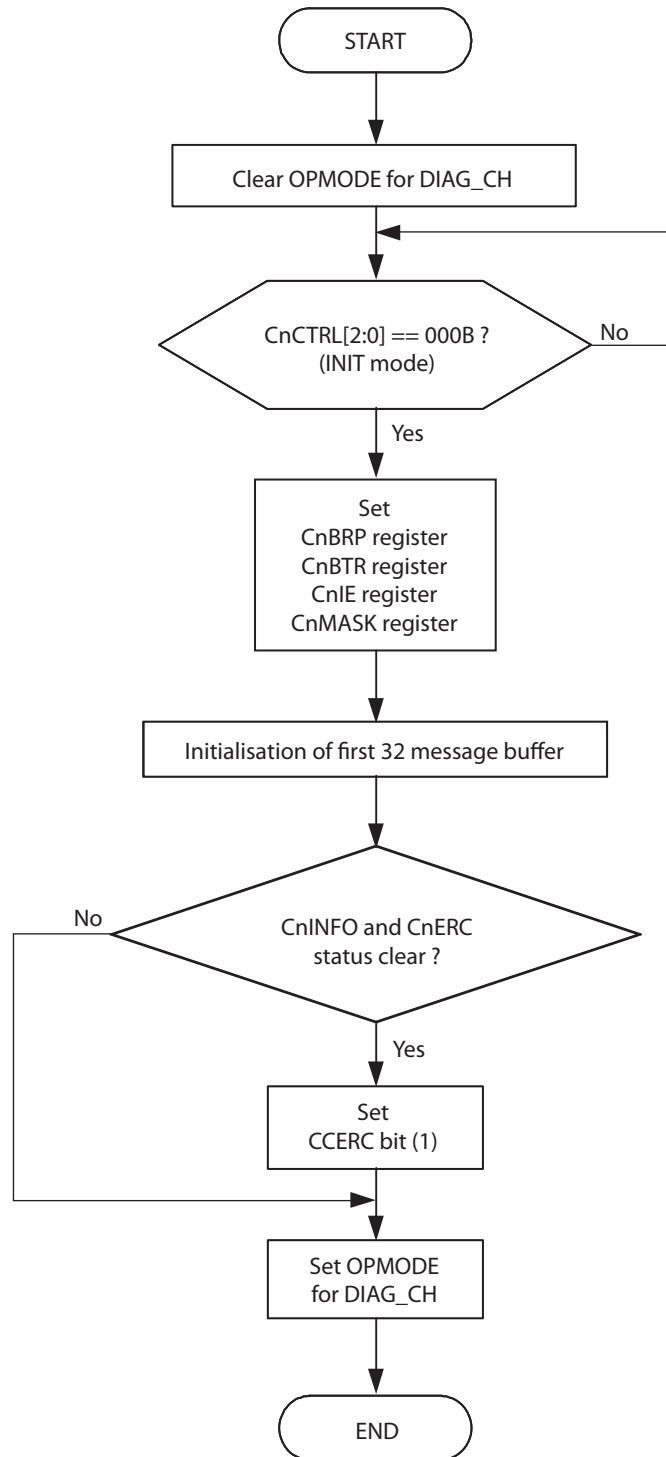 START
Clear OPMODE for DIAG_CH
CnCTRL[2:0] == 000B ?
(INIT mode)
No
Yes
Set
CnBRP register
CnBTR register
CnIE register
CnMASK register
Initialisation of first 32 message buffer
No
CnINFO and CnERC
status clear ?
Yes
Set
CCERC bit (1)
Set OPMODE
for DIAG_CH
END